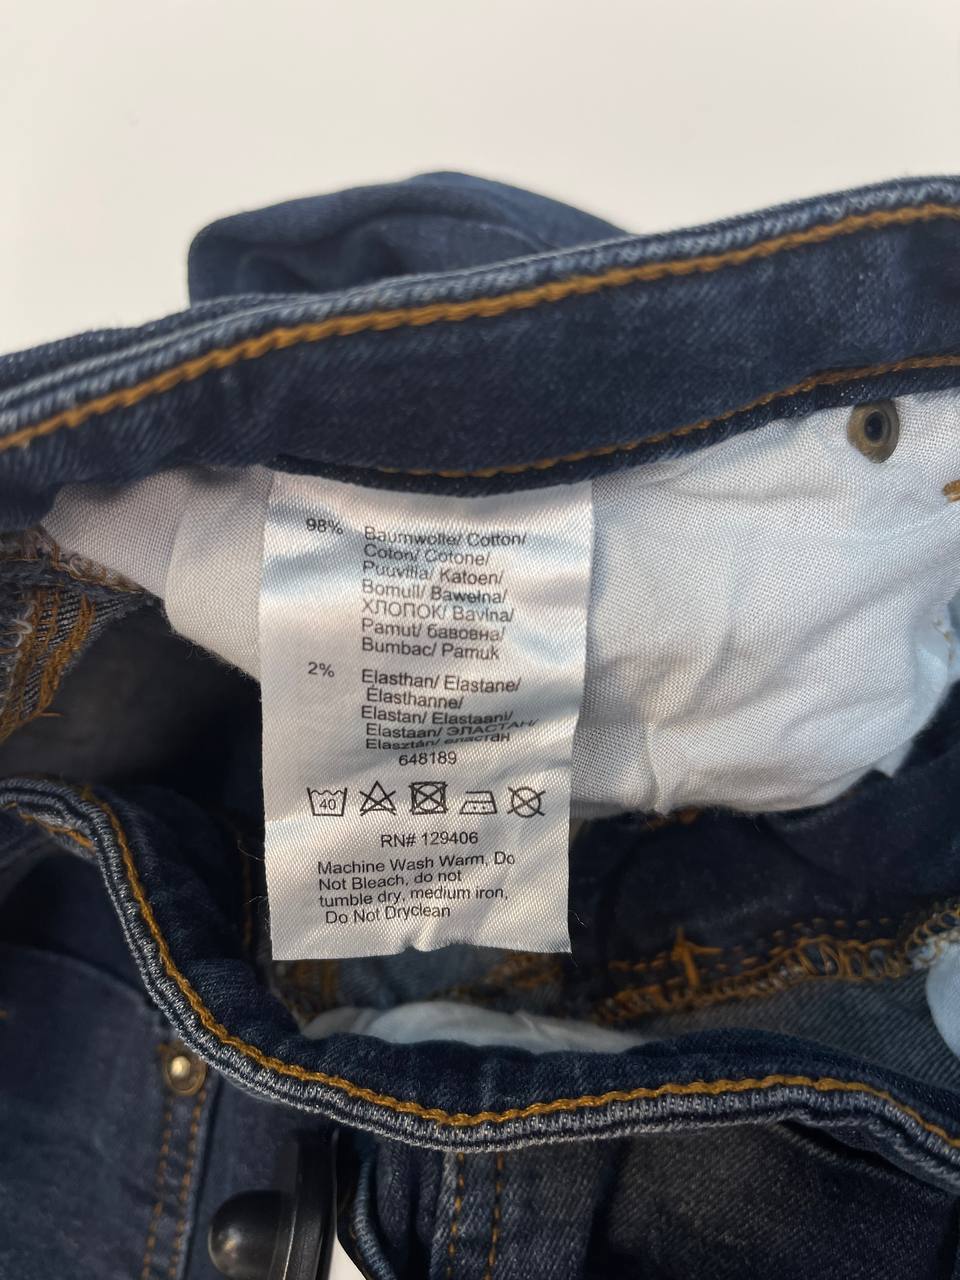 98% Baumwolle/ Cotton/
Coton/ Cotone/
Puuvilla/ Katoen/
Bomull/ Bawełna/
ХЛОПОК/ Bavlna/
Pamut/ бавовна/
Bumbac/ Pamuk
2% Elasthan/ Elastane/
Élasthanne/
Elastan/ Elastaani/
Elastaan/ ЭЛАСТАН/
Elasztán/ еластан
648189
40
RN# 129406
Machine Wash Warm, Do
Not Bleach, do not
tumble dry, medium iron,
Do Not Dryclean